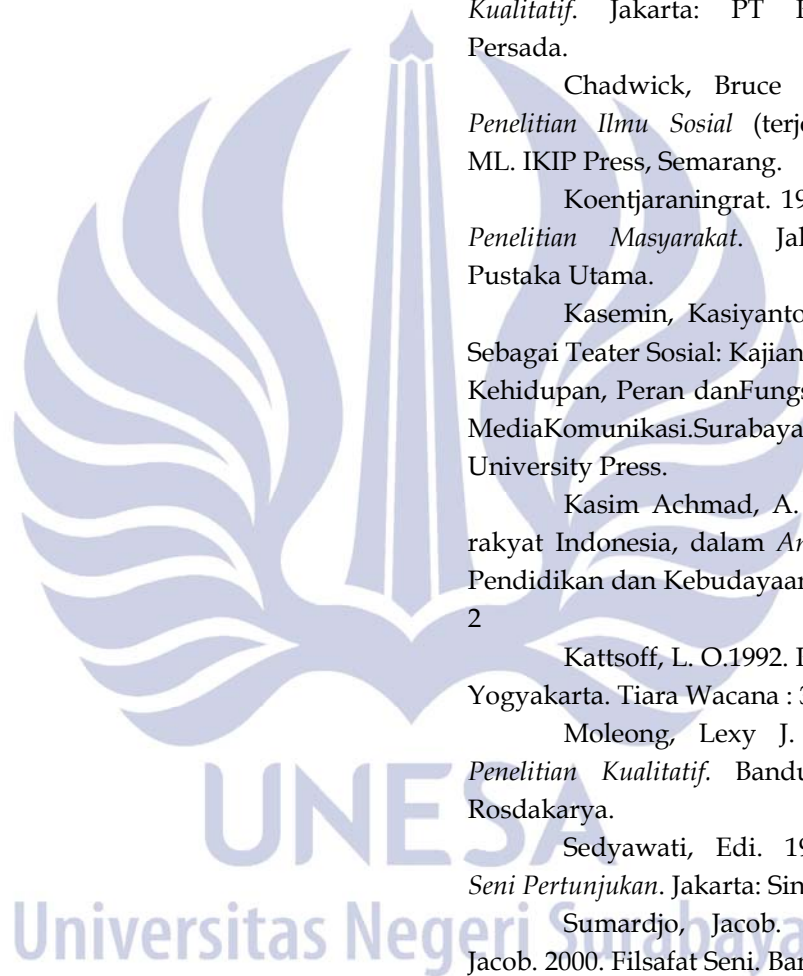 Kualitatif. Jakarta: PT
Persada.
Chadwick, Bruce
Penelitian Ilmu Sosial
ML. IKIP Press, Semarang.
Koentjaraningrat. 19
Penelitian Masyarakat.
Pustaka Utama.
Kasemin, Kasiyanto
Sebagai Teater Sosial: Kajian
Kehidupan, Peran danFungs
MediaKomunikasi.Surabaya
University Press.
Kasim Achmad, A.
rakyat Indonesia, dalam
Pendidikan dan Kebudayaan
2
Kattsoff, L. O.1992.
Yogyakarta. Tiara Wacana :
Moleong, Lexy J.
Penelitian Kualitatif.
Rosdakarya.
Sedyawati, Edi. 19
Seni Pertunjukan. Jakarta: Sin
Sumardjo, Jacob.
Jacob. 2000. Filsafat Seni.
UNESA
Universitas Negeri Surabaya